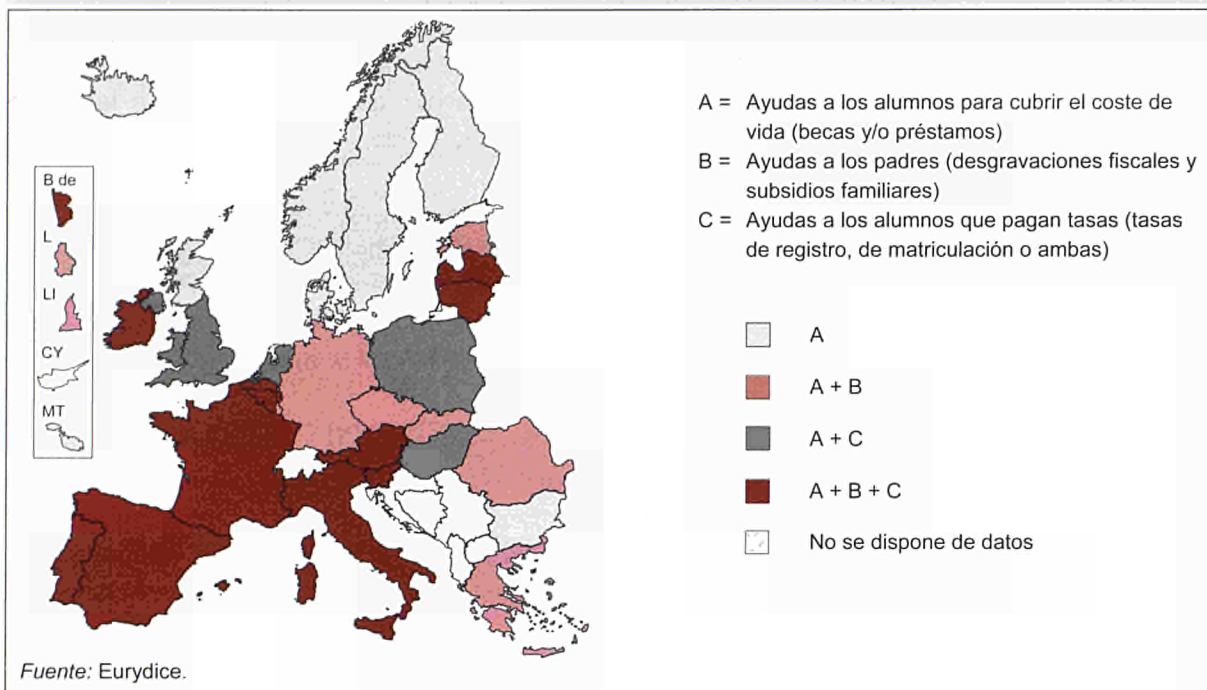 A = Ayudas a los alumnos para cubrir el coste de
vida (becas y/o préstamos)
B = Ayudas a los padres (desgravaciones fiscales y
subsidios familiares)
C = Ayudas a los alumnos que pagan tasas (tasas
de registro, de matriculación o ambas)
B de
L
LI
CY
MT
A
A + B
A + C
A + B + C
No se dispone de datos
Fuente: Eurydice.